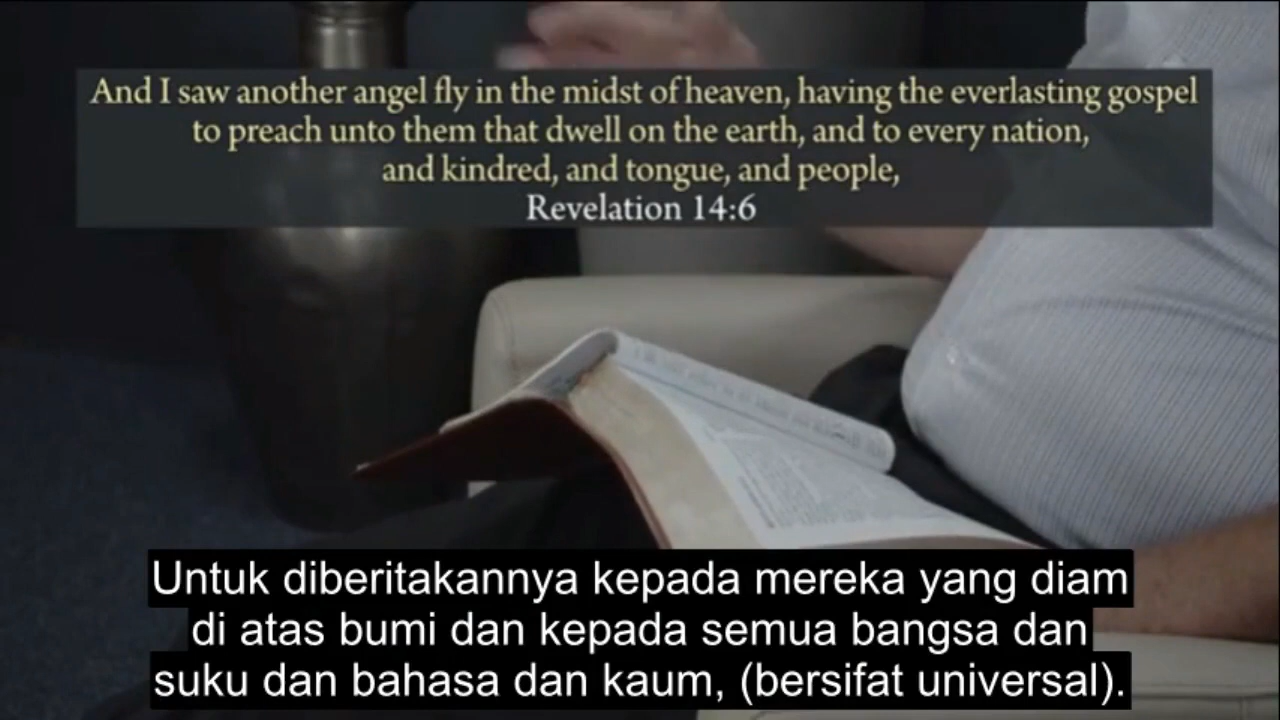 And I saw another angel fly in the midst of heaven, having the everlasting gospel
to preach unto them that dwell on the earth, and to every nation,
and kindred, and tongue, and people,
Revelation 14:6
Untuk diberitakannya kepada mereka yang diam
di atas bumi dan kepada semua bangsa dan
suku dan bahasa dan kaum, (bersifat universal).